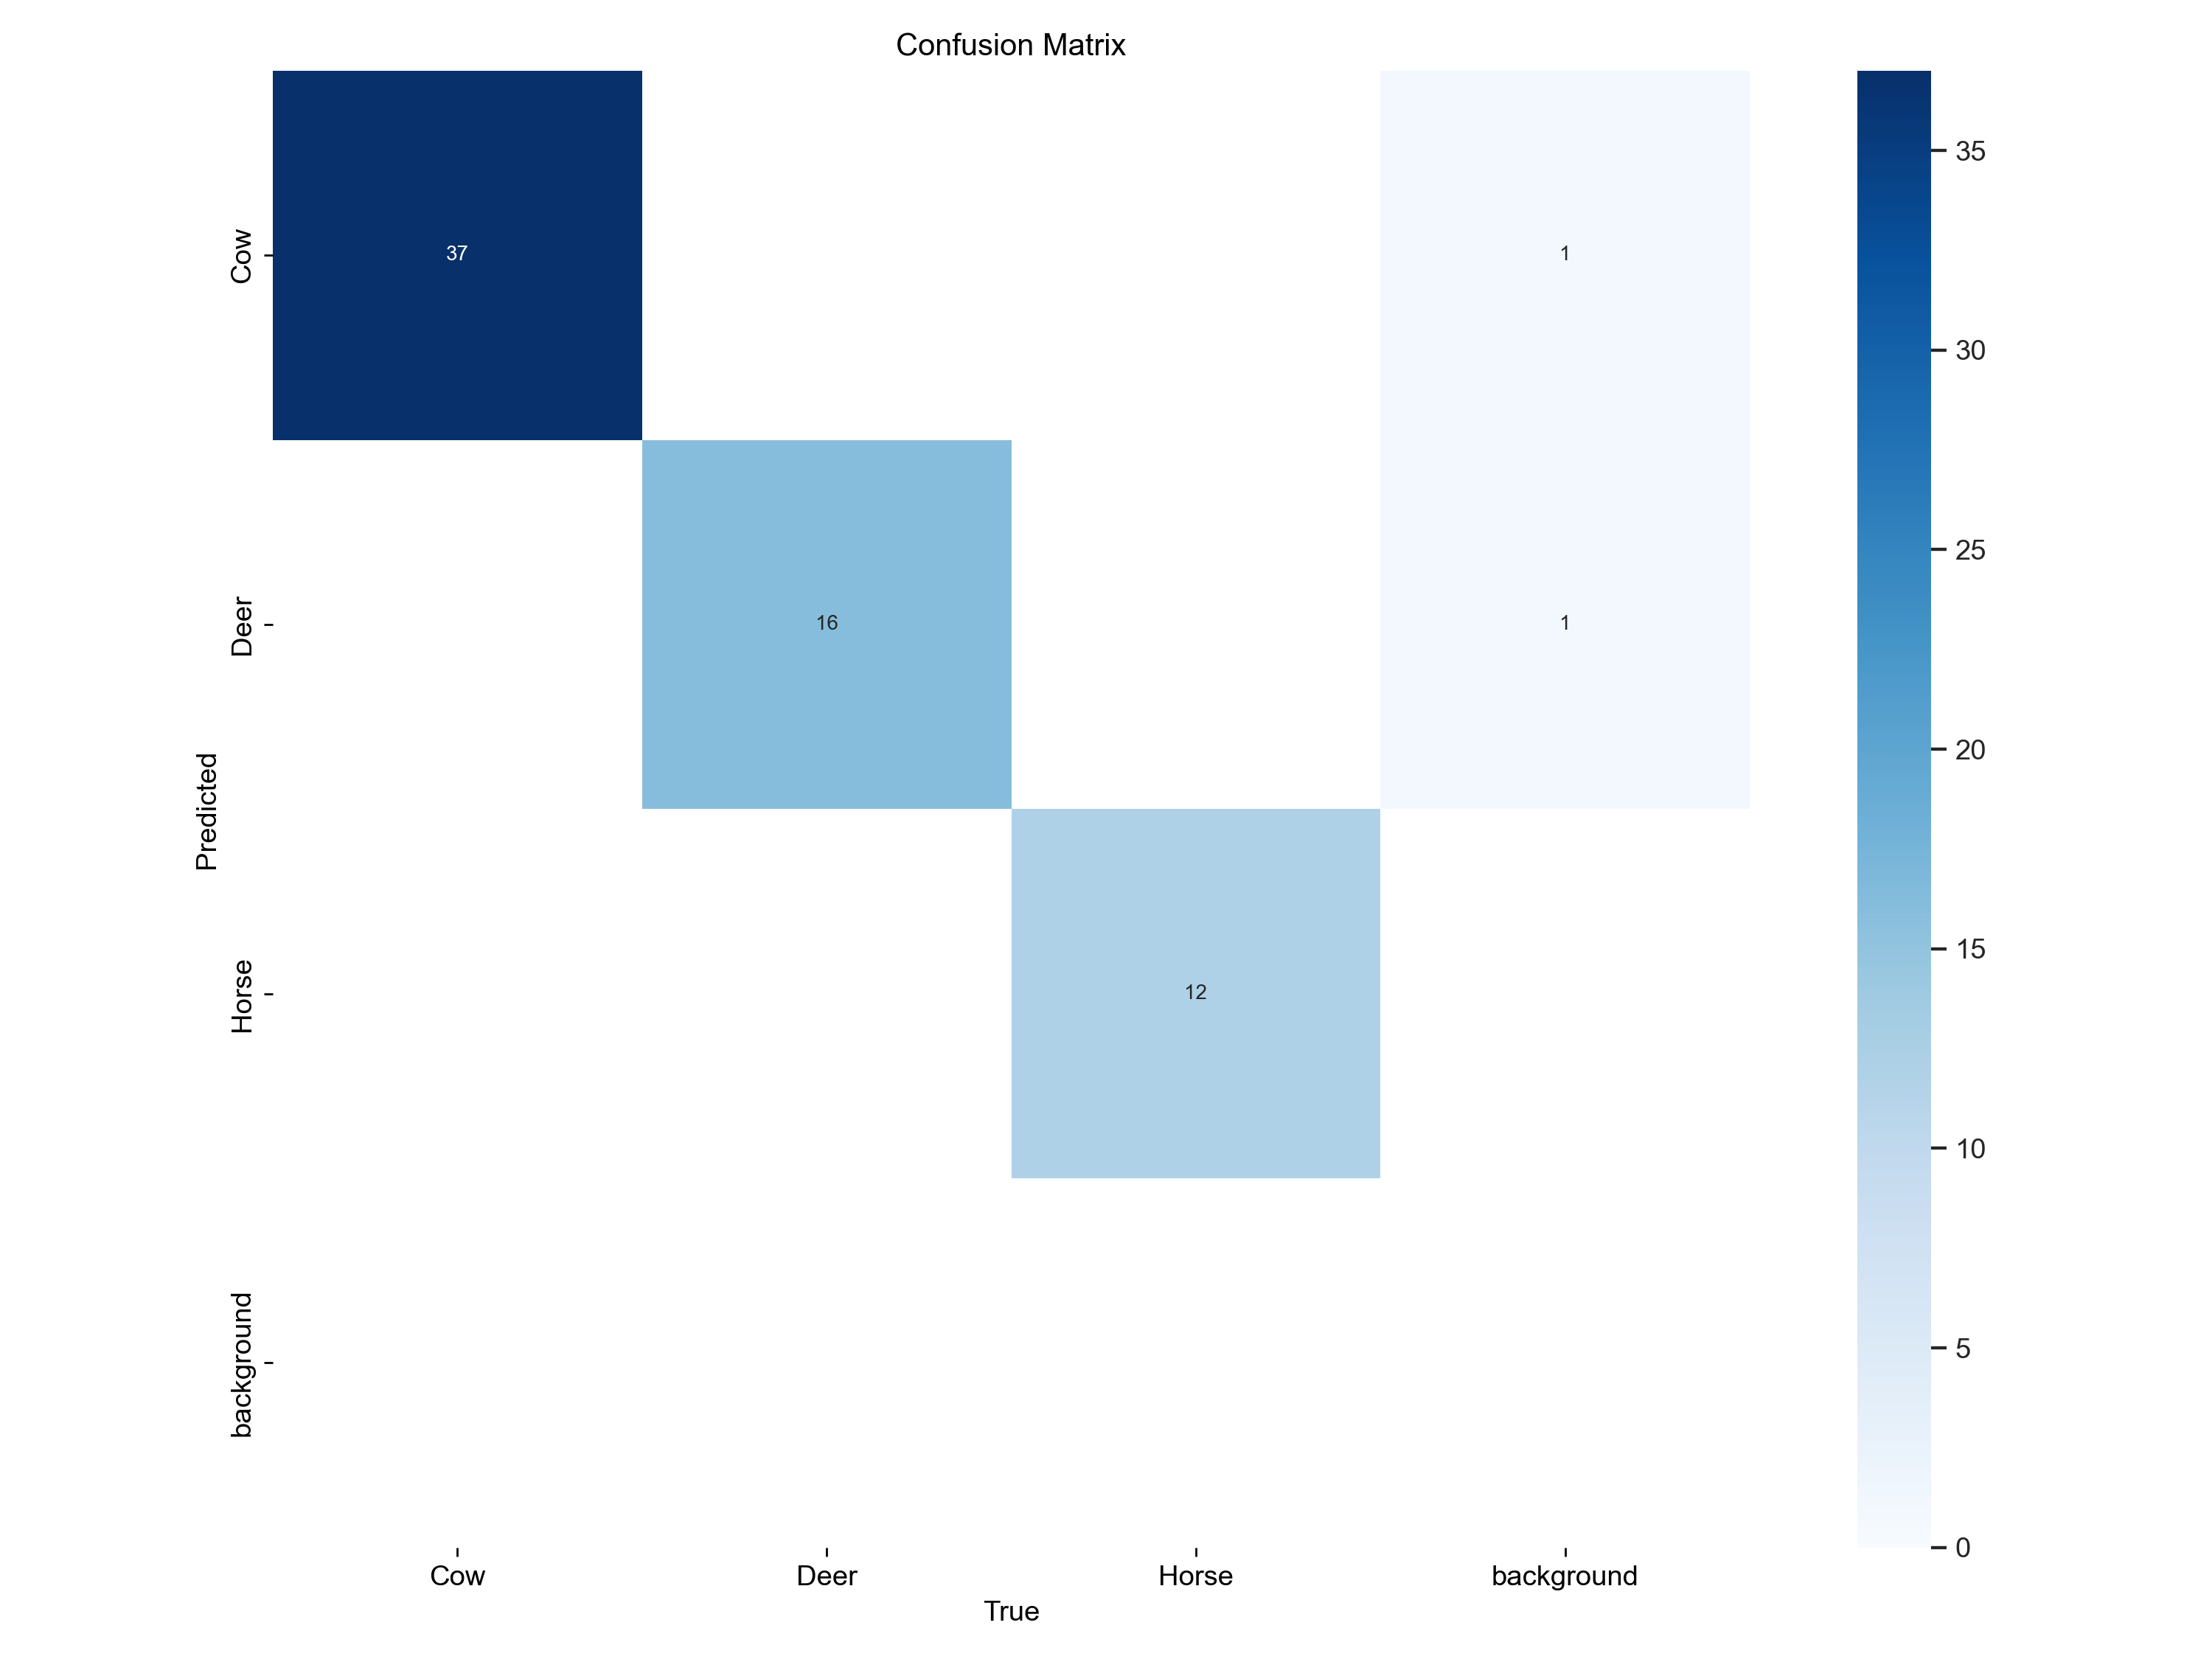 Confusion Matrix
Cow
37
1
35
30
25
Deer
16
1
20
Predicted
15
Horse
12
10
background
5
0
Cow
Deer
Horse
background
True